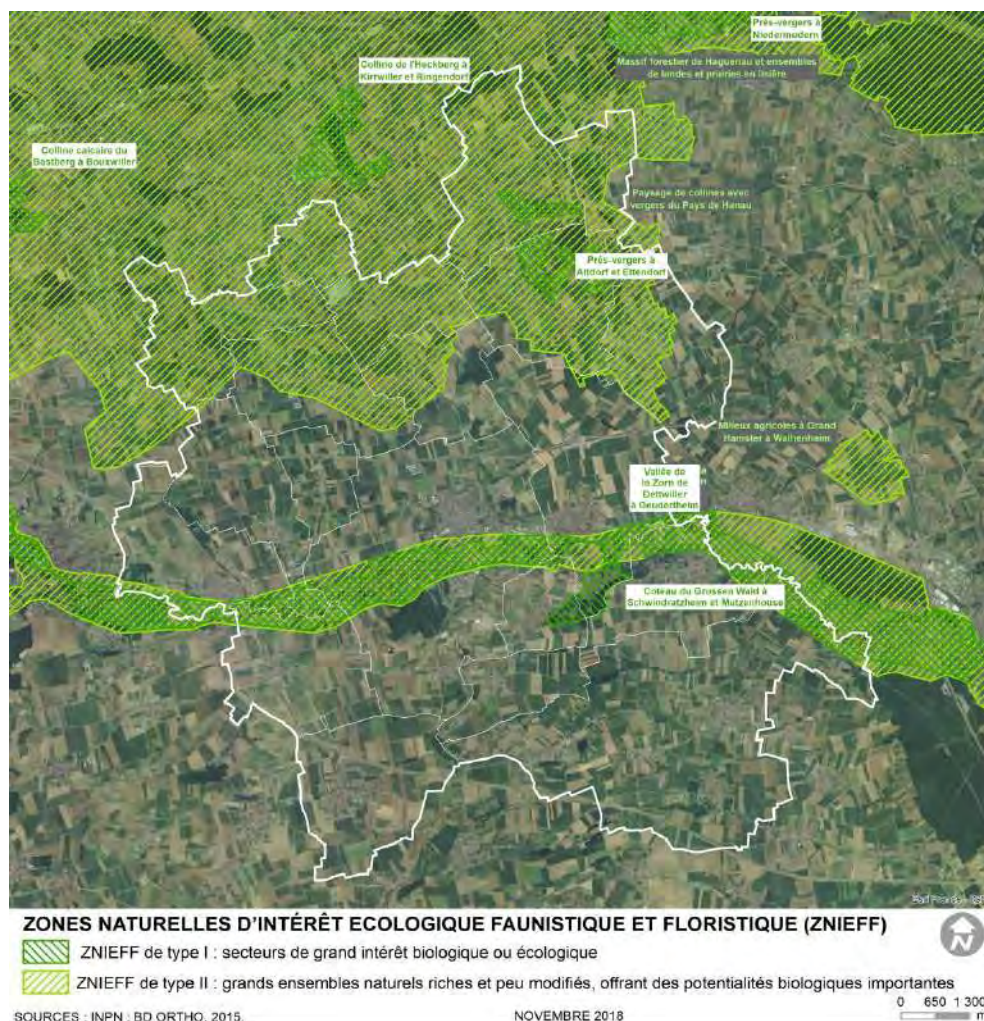 Prés-vergers à
Niedermodern
Colline de l'Heckberg à
Kirrwiller et Ringendorf
Massif forestier de Haguenau et ensembles
de landes et prairies en lisière
Colline calcaire du
Bastberg à Bouxwiller
Paysage de collines avec
vergers du Pays de Hanau
Prés-vergers à
Altdorf et Ettendorf
Milieux agricoles à Grand
Hamster à Walhenheim
Vallée de
la Zorn de
Dettwiller
à Geudertheim
Coteau du Grossen Wald à
Schwindratzheim et Mutzenhouse
ZONES NATURELLES D'INTÉRÊT ECOLOGIQUE FAUNISTIQUE ET FLORISTIQUE (ZNIEFF)
ZNIEFF de type I : secteurs de grand intérêt biologique ou écologique
ZNIEFF de type II : grands ensembles naturels riches et peu modifiés, offrant des potentialités biologiques importantes
N
0 650 1 300
m
SOURCES : INPN ; BD ORTHO, 2015.
NOVEMBRE 2018